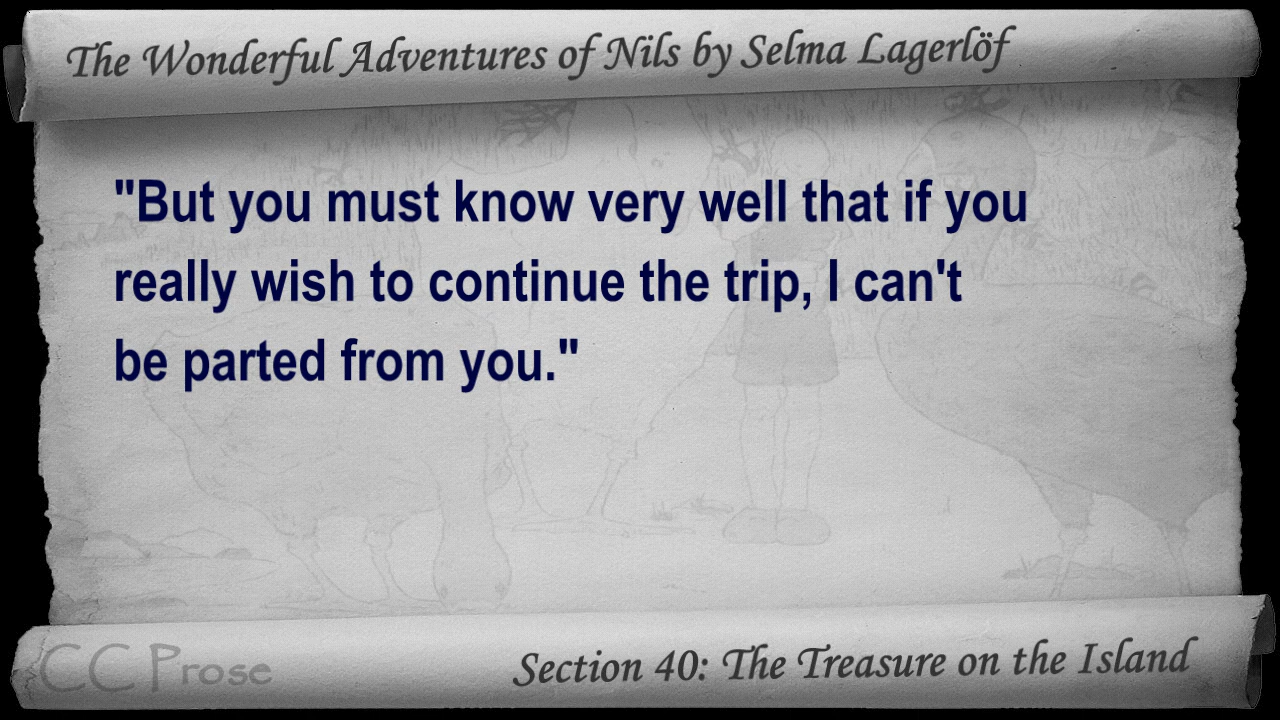 The Wonderful Adventures of Nils by Selma Lagerlöf
"But you must know very well that if you
really wish to continue the trip, I can't
be parted from you."
CC Prose
Section 40: The Treasure on the Island